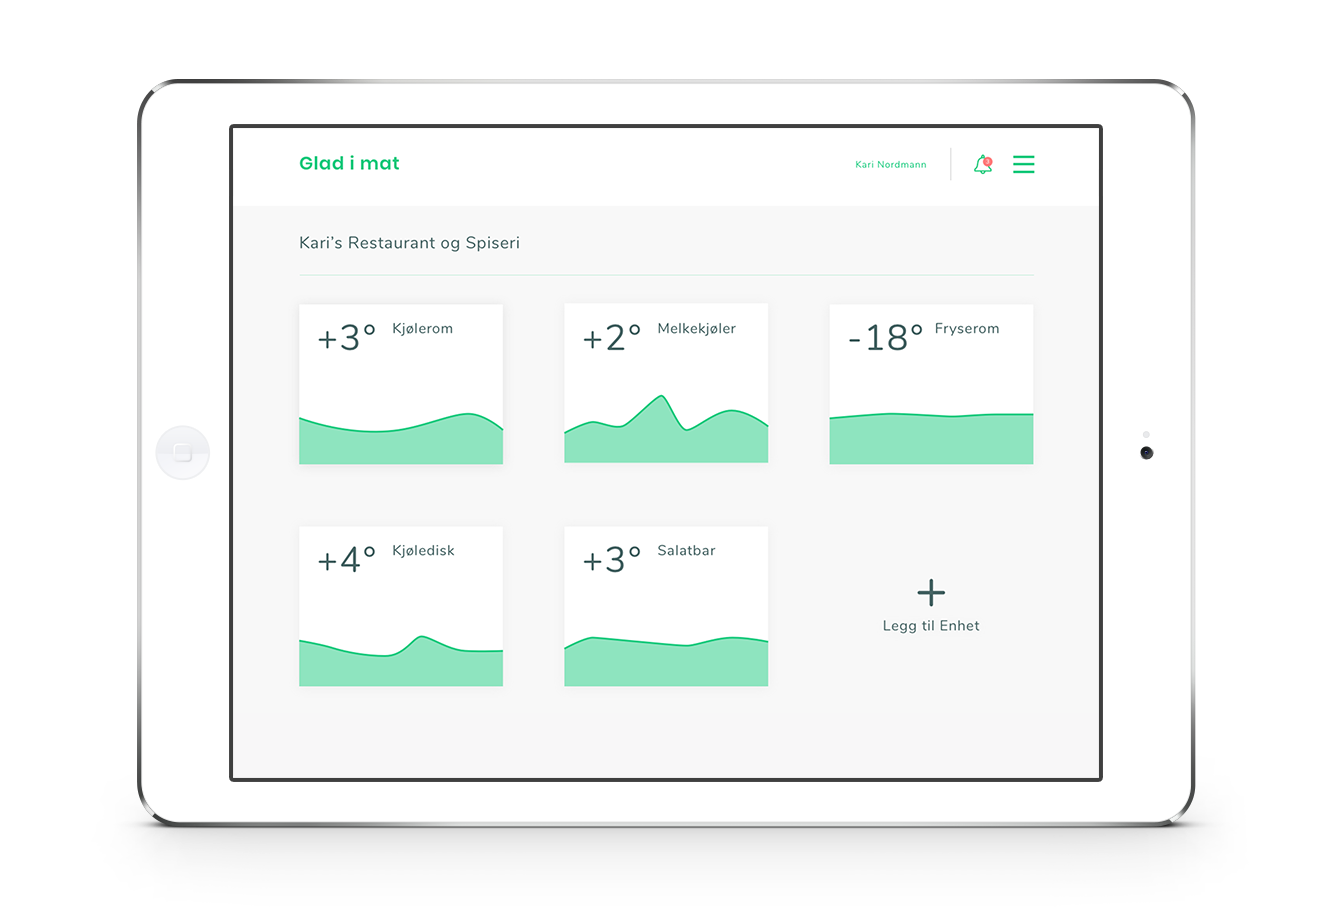 Glad i mat
Kari Nordmann
Kari’s Restaurant og Spiseri
+3° Kjølerom
+2° Melkekjøler
-18° Fryserom
+4° Kjøledisk
+3° Salatbar
Legg til Enhet